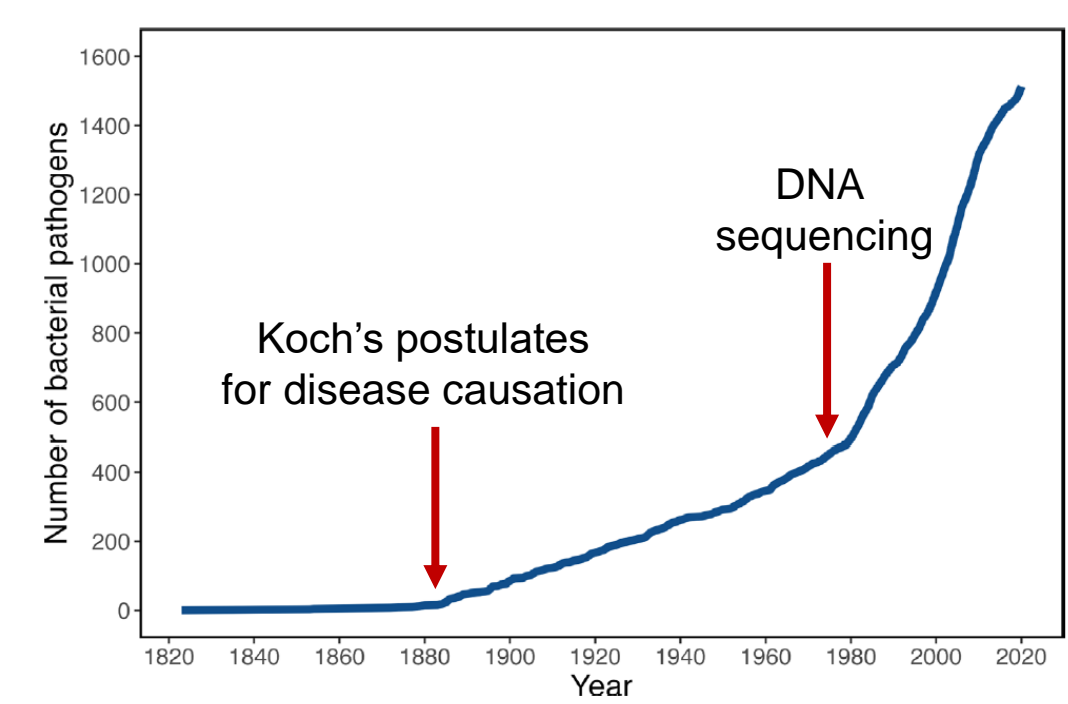 Number of bacterial pathogens
1600
1400
1200
1000
800
600
400
200
0
DNA
sequencing
Koch’s postulates
for disease causation
1820 1840 1860 1880 1900 1920 1940 1960 1980 2000 2020
Year